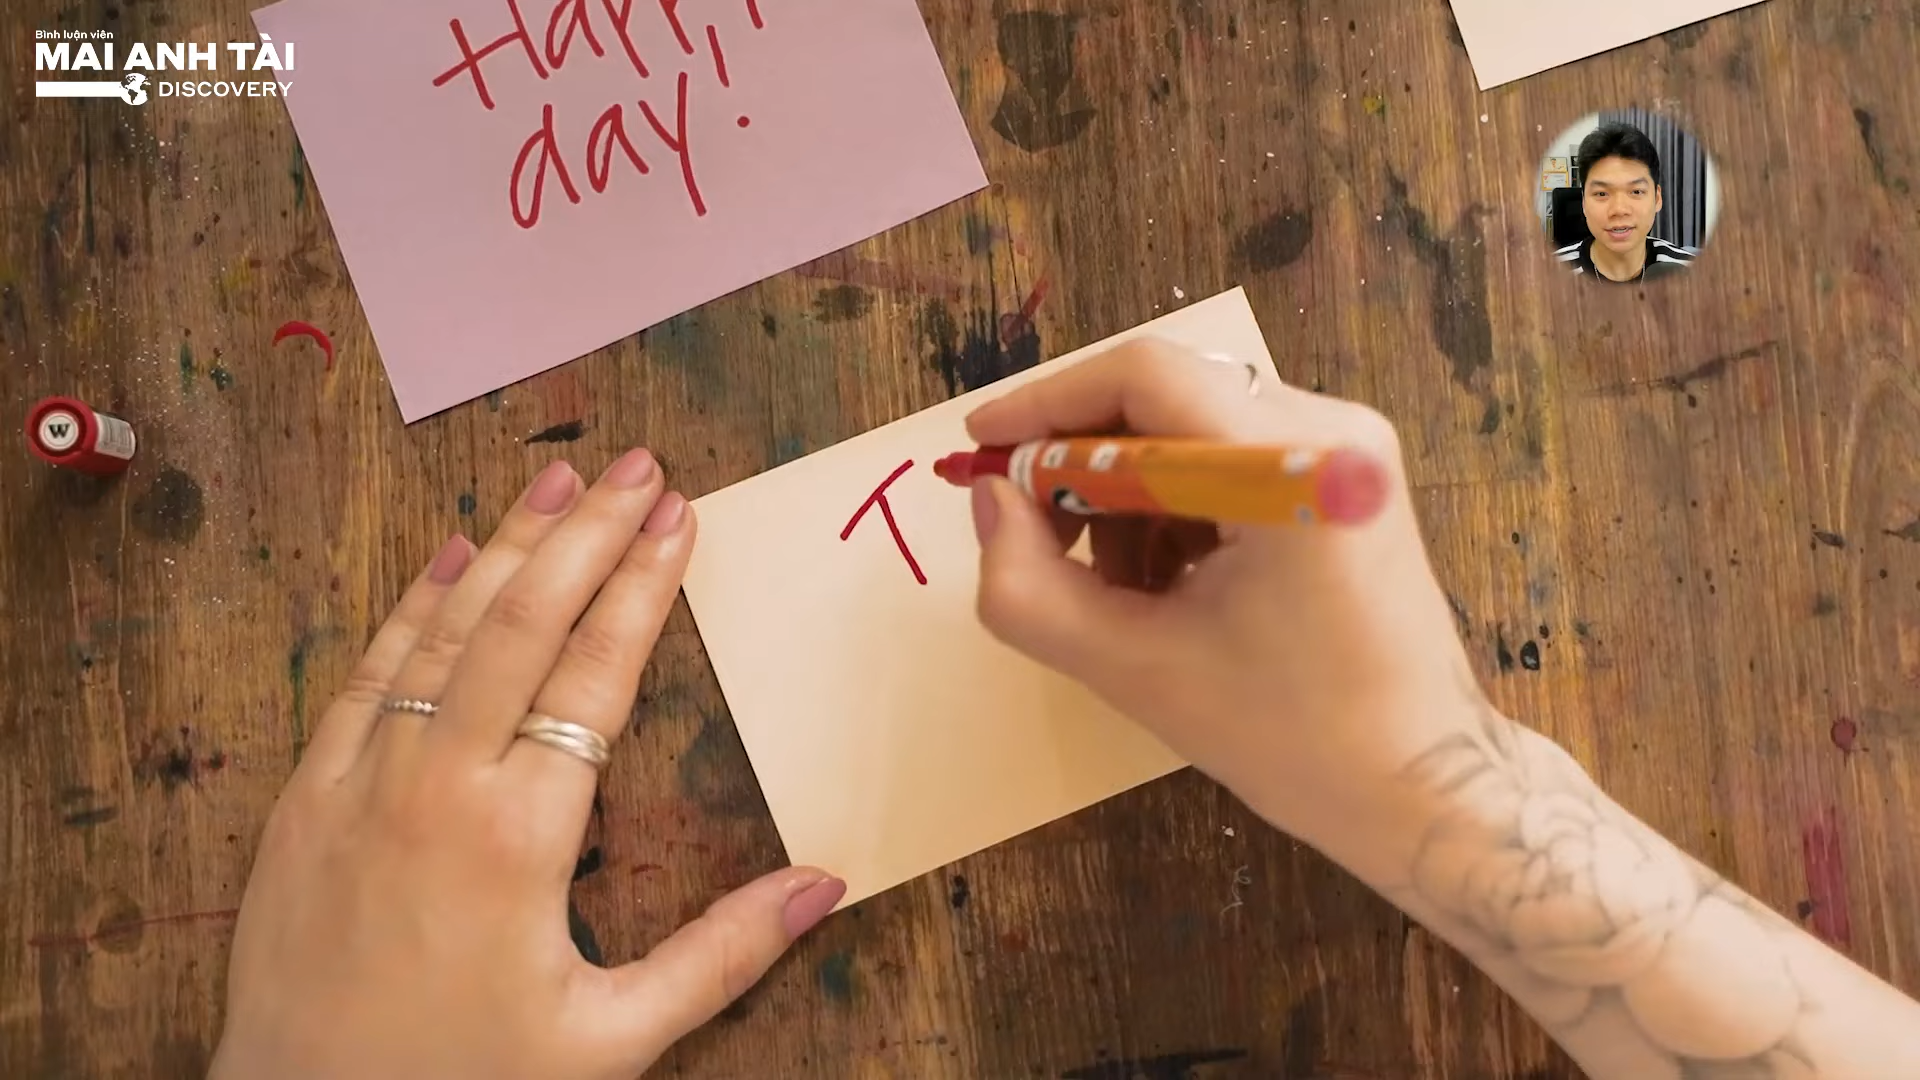 Bình luận viên
MAI ANH TÀI
DISCOVERY
day!
W
T